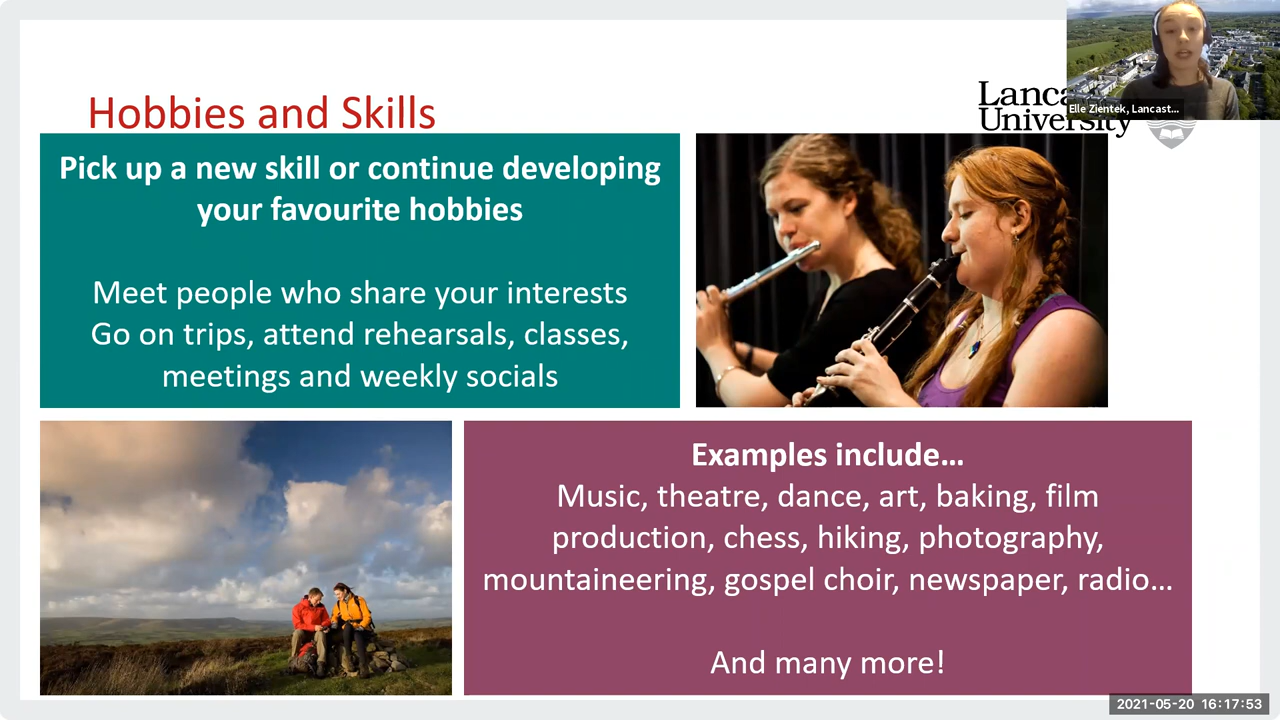 Hobbies and Skills
Lanca
University
Elle Zientek, Lancast...
Pick up a new skill or continue developing
your favourite hobbies
Meet people who share your interests
Go on trips, attend rehearsals, classes,
meetings and weekly socials
Examples include…
Music, theatre, dance, art, baking, film
production, chess, hiking, photography,
mountaineering, gospel choir, newspaper, radio…
And many more!
2021-05-20 16:17:53